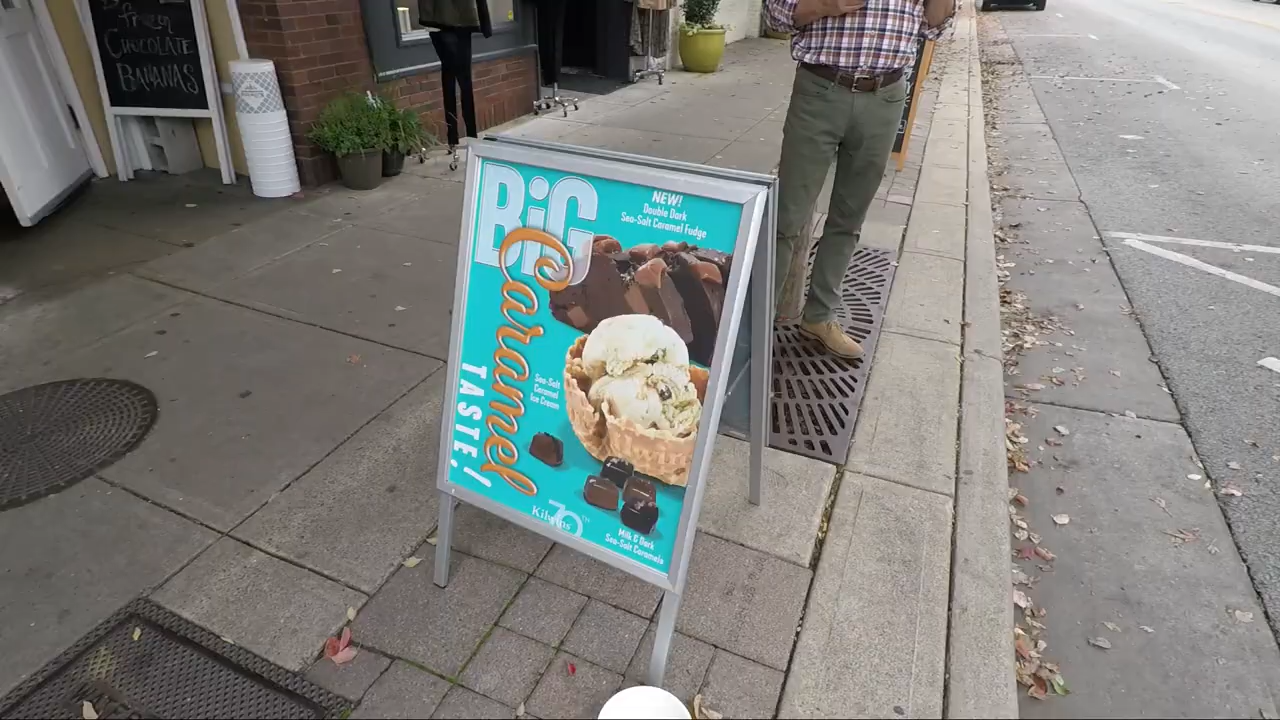 frozen
CHOCOLATE
BANANAS
BiG
Caramel
TASTE!
NEW!
Double Dark
Sea-Salt Caramel Fudge
Sea-Salt
Caramel
Ice Cream
Kilwins
70TH
Milk & Dark
Sea-Salt Caramels